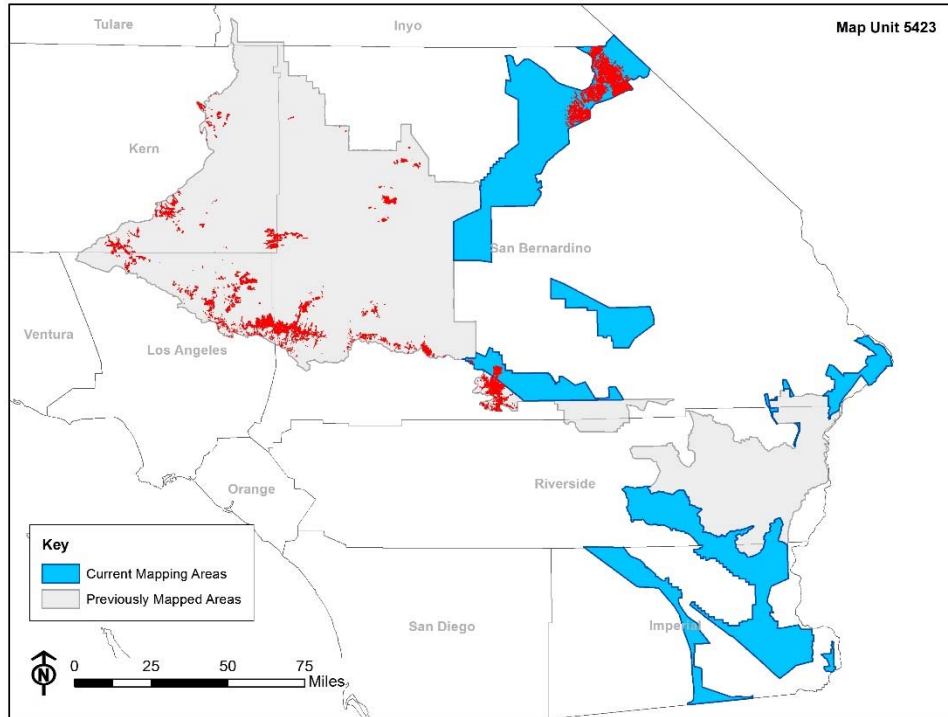 Tulare
Inyo
Map Unit 5423
Kern
San Bernardino
Ventura
Los Angeles
Orange
Riverside
Key
Current Mapping Areas
Previously Mapped Areas
San Diego
Imperial
N
0 25 50 75
Miles